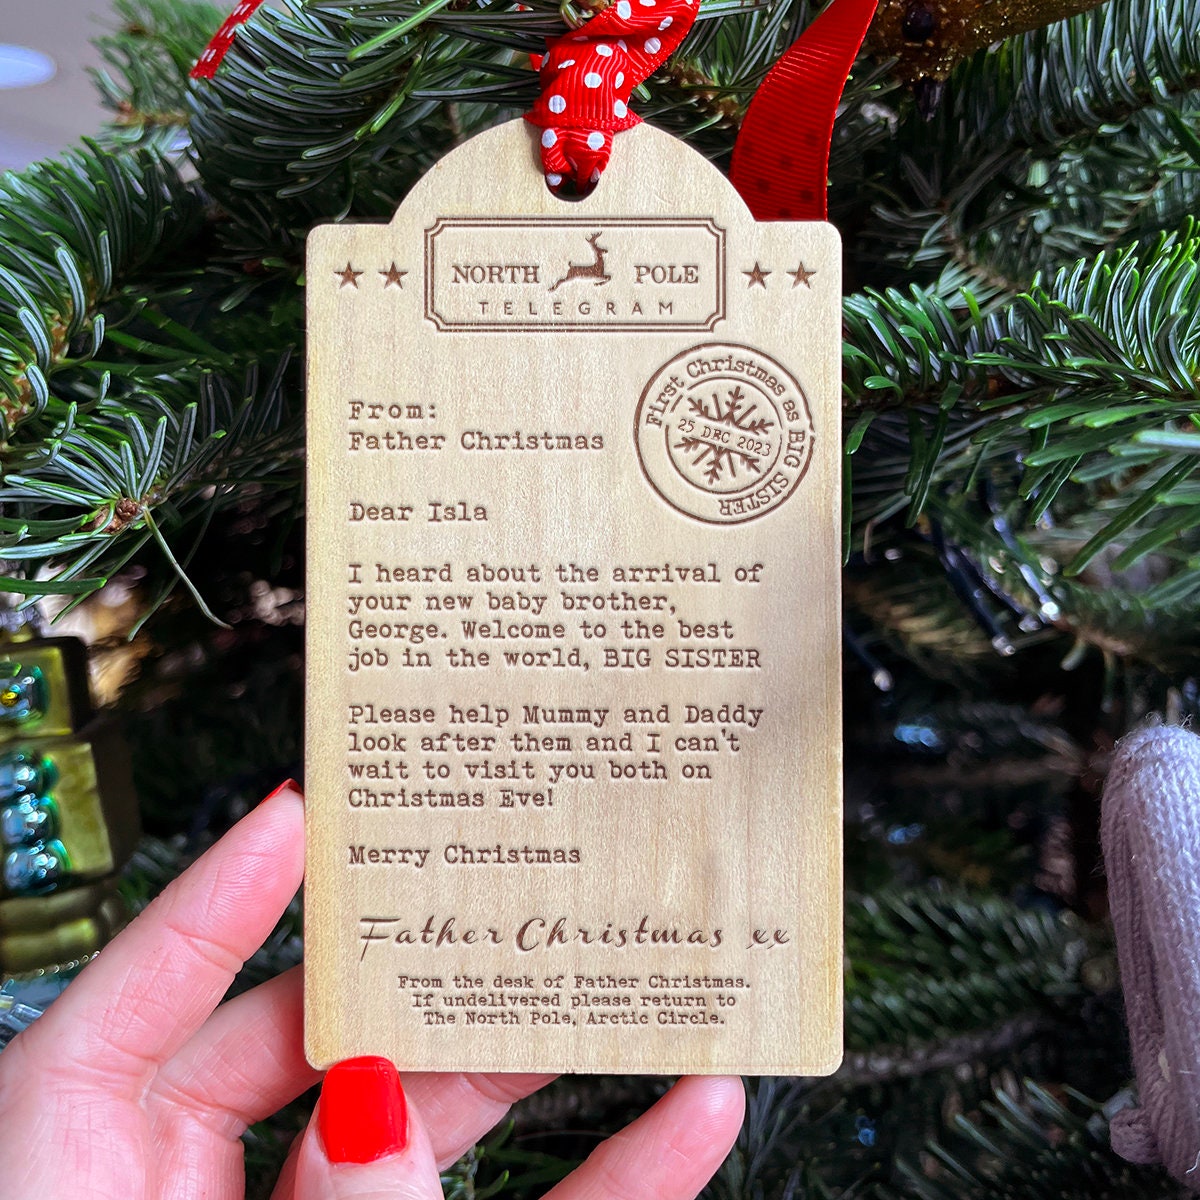 NORTH POLE
TELEGRAM
First Christmas as BIG SISTER
25 DEC 2023
From:
Father Christmas
Dear Isla
I heard about the arrival of
your new baby brother,
George. Welcome to the best
job in the world, BIG SISTER
Please help Mummy and Daddy
look after them and I can't
wait to visit you both on
Christmas Eve!
Merry Christmas
Father Christmas xx
From the desk of Father Christmas.
If undelivered please return to
The North Pole, Arctic Circle.